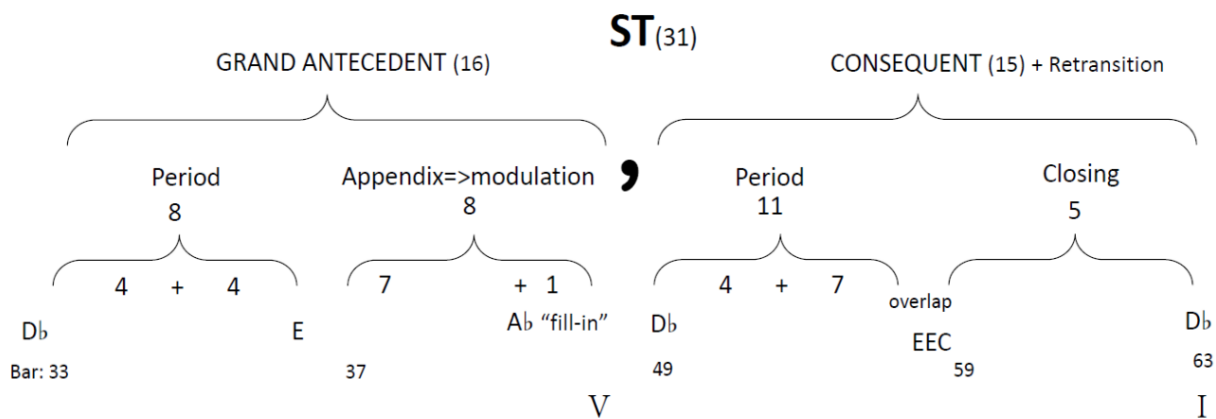 ST(31)
GRAND ANTECEDENT (16) CONSEQUENT (15) + Retransition
Period Appendix=>modulation , Period Closing
8 8 11 5
4 + 4 7 + 1 4 + 7 overlap
D♭ E A♭ “fill-in” D♭ EEC D♭
Bar: 33 37 49 59 63
V I